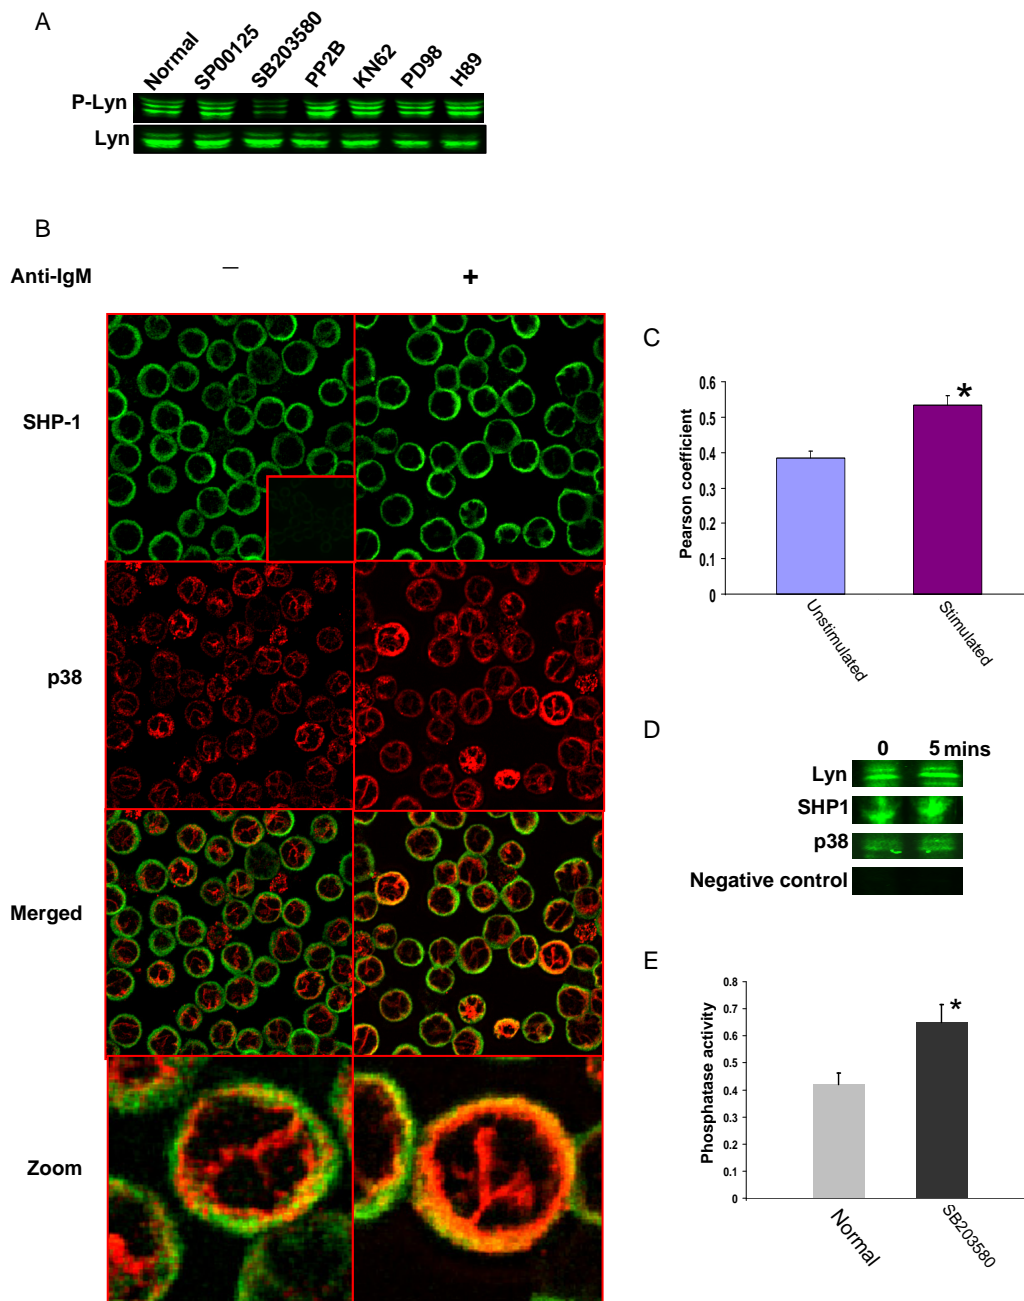 A
Normal SP00125 SB203580 PP2B KN62 PD98 H89
P-Lyn
Lyn
B
Anti-IgM – +
SHP-1
p38
Merged
Zoom
C
Pearson coefficient
0.6
0.5
0.4
0.3
0.2
0.1
0
*
Unstimulated Stimulated
D
0 5 mins
Lyn
SHP1
p38
Negative control
E
Phosphatase activity
0.8
0.7
0.6
0.5
0.4
0.3
0.2
0.1
0
*
Normal SB203580